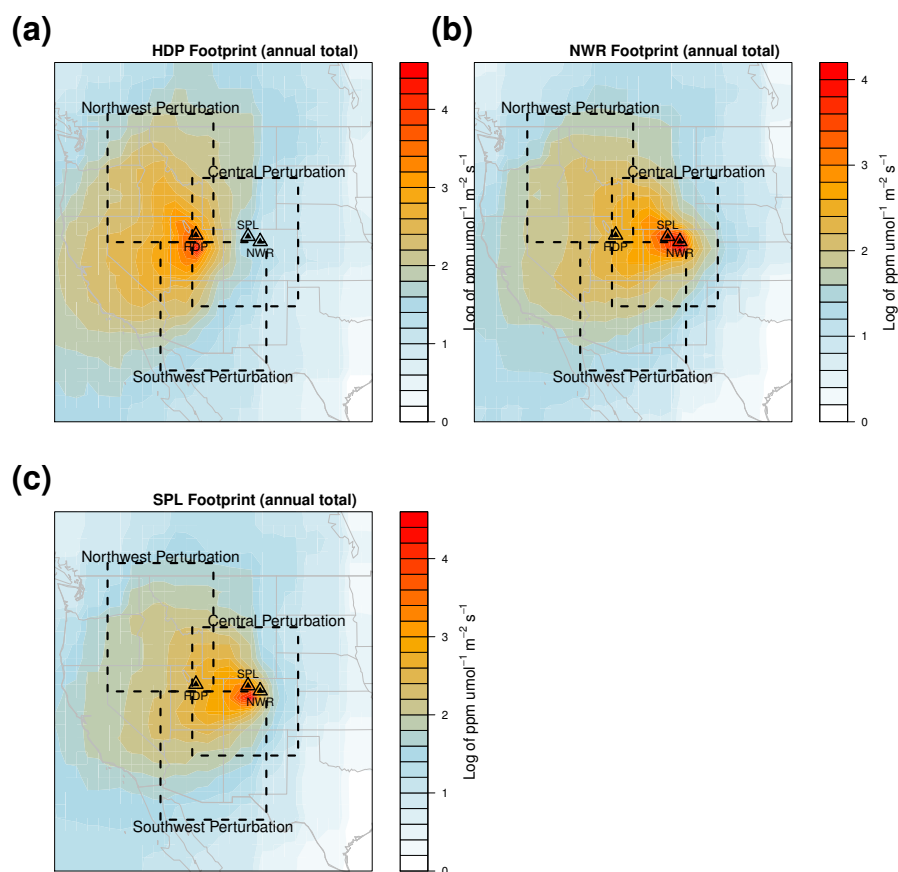 (a)
HDP Footprint (annual total)
Northwest Perturbation
Central Perturbation
SPL
HDP
NWR
Southwest Perturbation
4
3
2
1
0
Log of ppm umol⁻¹ m⁻² s⁻¹
(b)
NWR Footprint (annual total)
Northwest Perturbation
Central Perturbation
SPL
HDP
NWR
Southwest Perturbation
4
3
2
1
0
Log of ppm umol⁻¹ m⁻² s⁻¹
(c)
SPL Footprint (annual total)
Northwest Perturbation
Central Perturbation
SPL
HDP
NWR
Southwest Perturbation
4
3
2
1
0
Log of ppm umol⁻¹ m⁻² s⁻¹